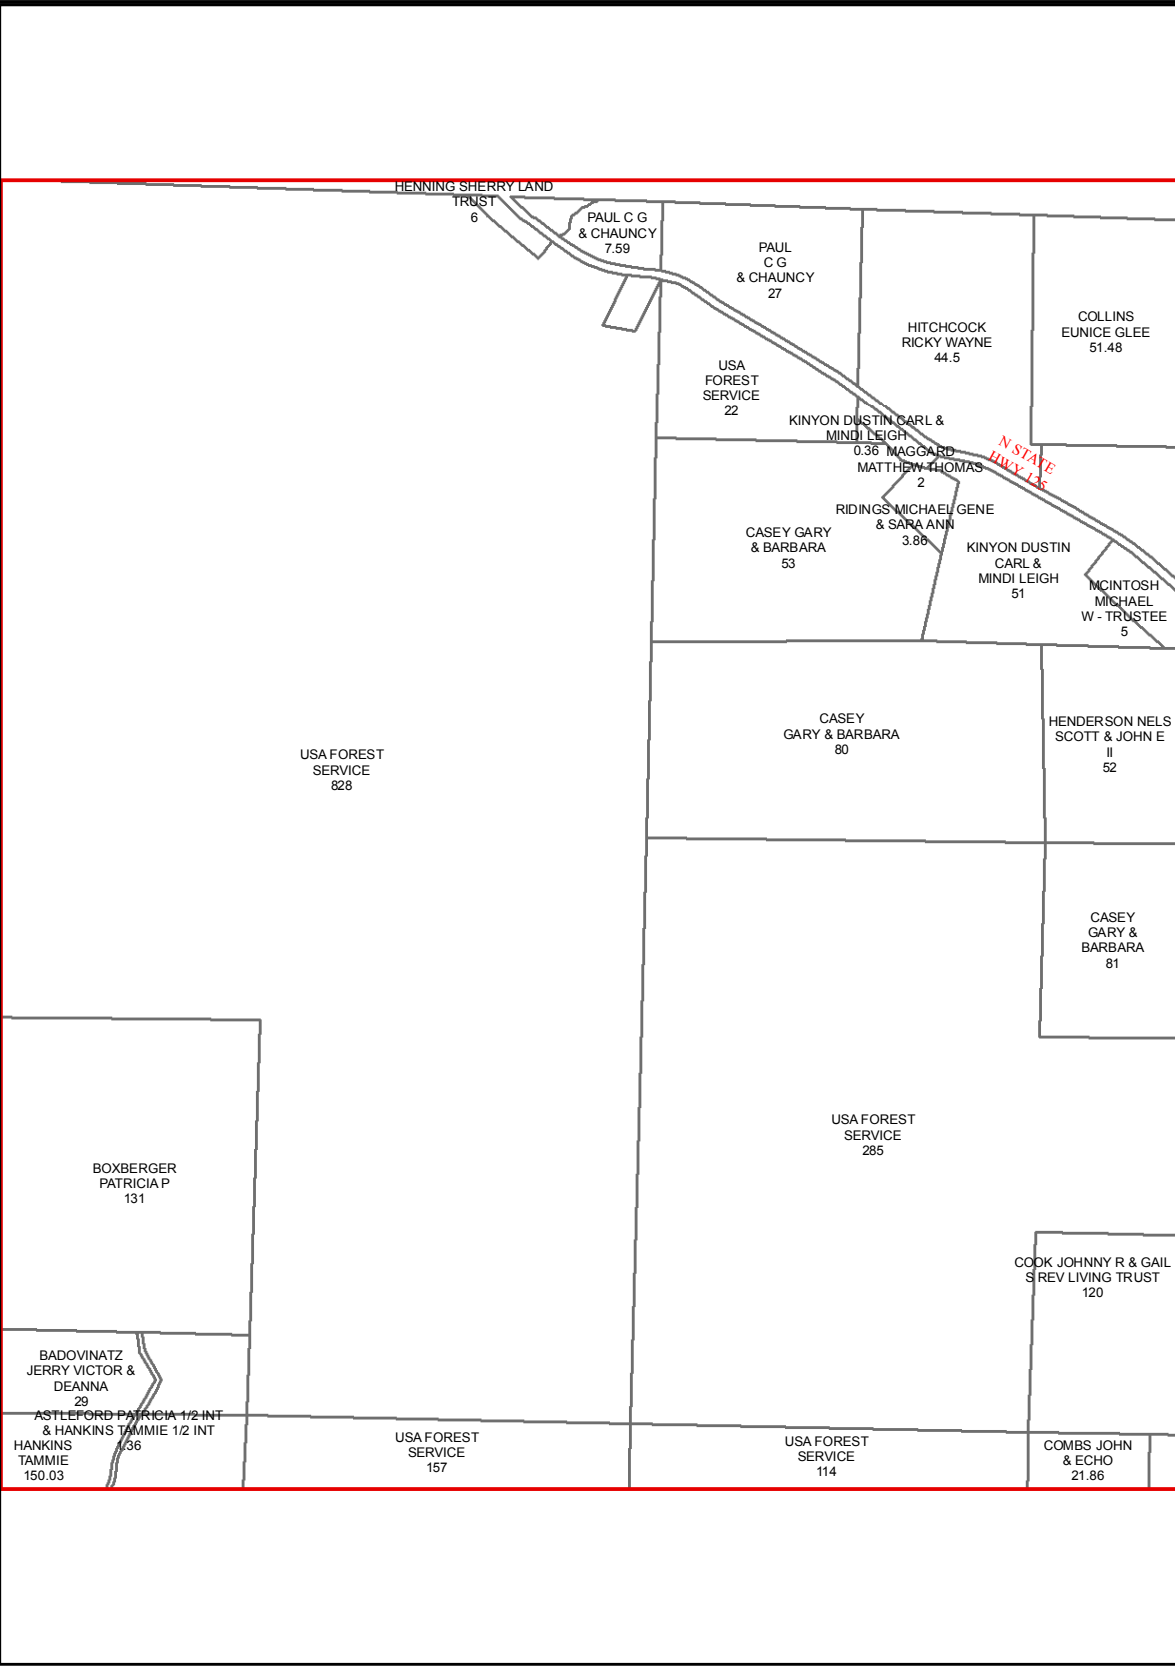 HENNING SHERRY LAND
TRUST
6
PAUL C G
& CHAUNCY
7.59
PAUL
C G
& CHAUNCY
27
HITCHCOCK
RICKY WAYNE
44.5
COLLINS
EUNICE GLEE
51.48
USA
FOREST
SERVICE
22
KINYON DUSTIN CARL &
MINDI LEIGH
0.36
MAGGARD
MATTHEW THOMAS
2
N STATE
HWY 125
RIDINGS MICHAEL GENE
& SARA ANN
3.86
CASEY GARY
& BARBARA
53
KINYON DUSTIN
CARL &
MINDI LEIGH
51
MCINTOSH
MICHAEL
W - TRUSTEE
5
CASEY
GARY & BARBARA
80
HENDERSON NELS
SCOTT & JOHN E
II
52
USA FOREST
SERVICE
828
CASEY
GARY &
BARBARA
81
USA FOREST
SERVICE
285
BOXBERGER
PATRICIA P
131
COOK JOHNNY R & GAIL
S REV LIVING TRUST
120
BADOVINATZ
JERRY VICTOR &
DEANNA
29
ASTLEFORD PATRICIA 1/2 INT
& HANKINS TAMMIE 1/2 INT
1.36
HANKINS
TAMMIE
150.03
USA FOREST
SERVICE
157
USA FOREST
SERVICE
114
COMBS JOHN
& ECHO
21.86